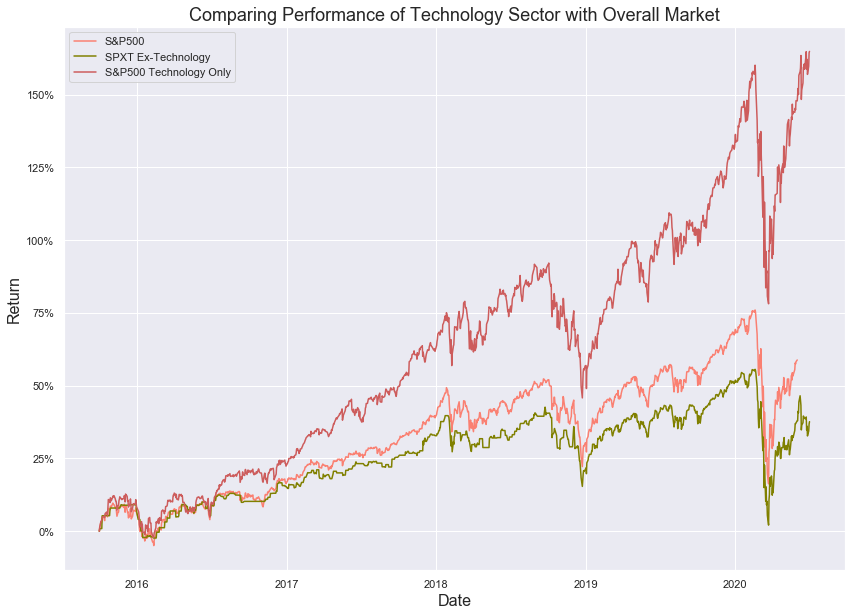 Comparing Performance of Technology Sector with Overall Market
S&P500
SPXT Ex-Technology
S&P500 Technology Only
150%
125%
100%
75%
50%
25%
0%
Return
2016 2017 2018 2019 2020
Date